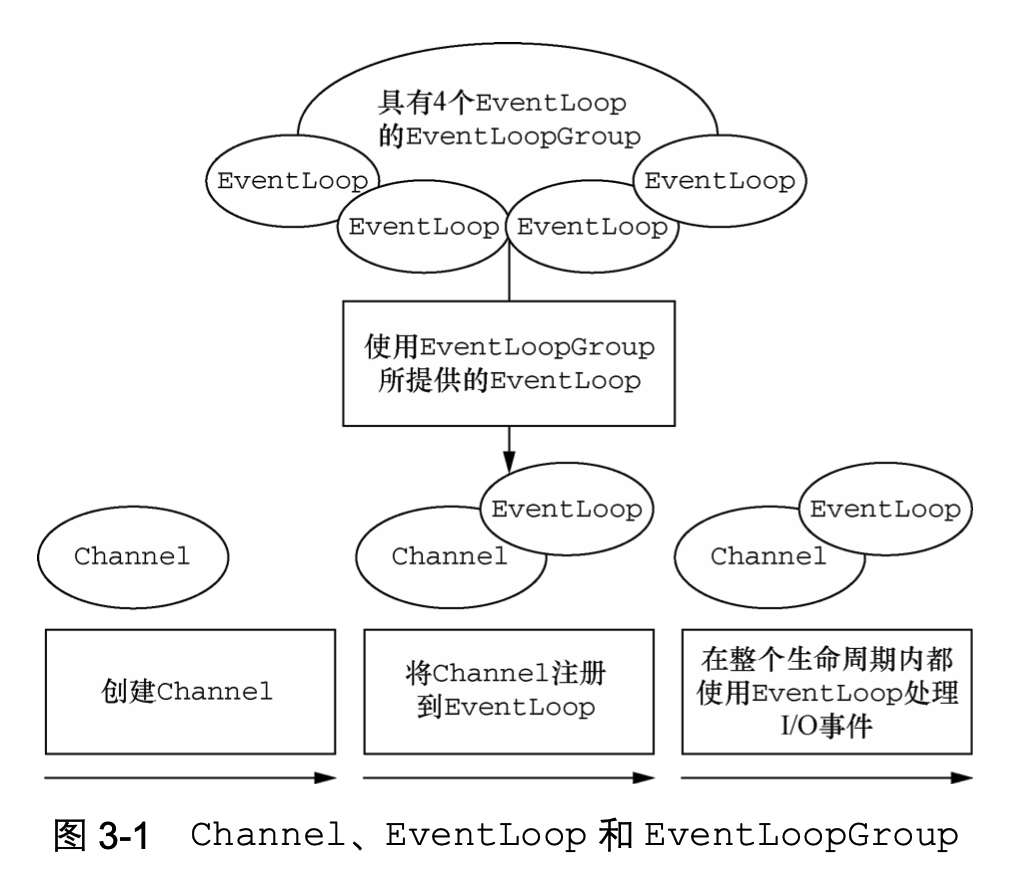 具有4个EventLoop
的EventLoopGroup
EventLoop
EventLoop
EventLoop
EventLoop
使用EventLoopGroup
所提供的EventLoop
Channel
Channel
EventLoop
Channel
EventLoop
创建Channel
将Channel注册
到EventLoop
在整个生命周期内都
使用EventLoop处理
I/O事件
图 3-1 Channel、EventLoop 和 EventLoopGroup